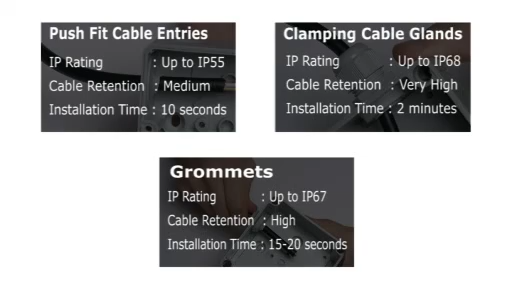 Push Fit Cable Entries
IP Rating : Up to IP55
Cable Retention : Medium
Installation Time : 10 seconds
Clamping Cable Glands
IP Rating : Up to IP68
Cable Retention : Very High
Installation Time : 2 minutes
Grommets
IP Rating : Up to IP67
Cable Retention : High
Installation Time : 15-20 seconds